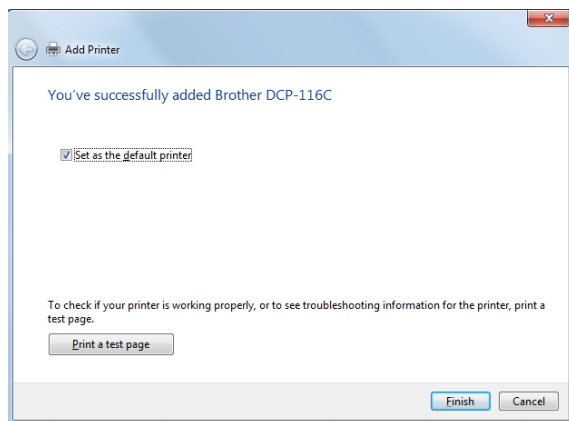 Add Printer
You've successfully added Brother DCP-116C
Set as the default printer
To check if your printer is working properly, or to see troubleshooting information for the printer, print a
test page.
Print a test page
Finish Cancel